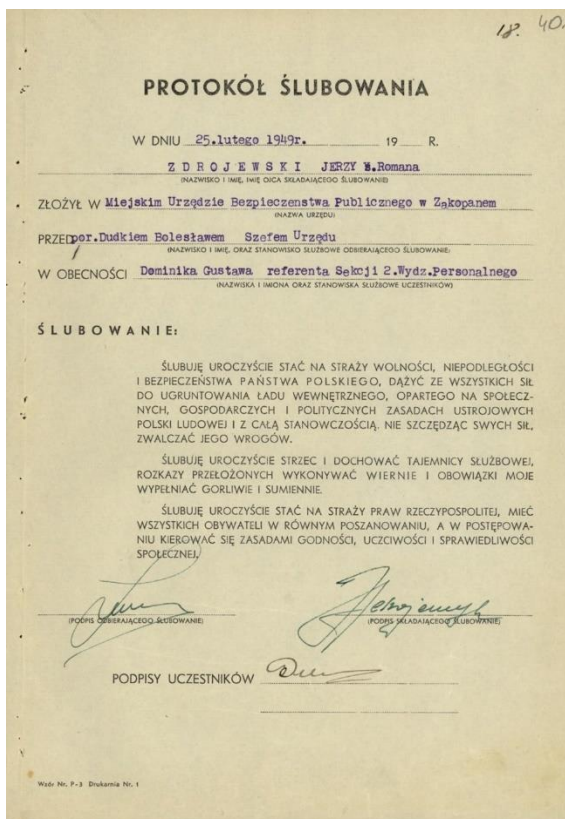 18. 40.
PROTOKÓŁ ŚLUBOWANIA
W DNIU 25.lutego 1949r. 19 R.
Z D R O J E W S K I JERZY s.Romana
(NAZWISKO I IMIĘ, IMIĘ OJCA SKŁADAJĄCEGO ŚLUBOWANIE)
ZŁOŻYŁ W Miejskim Urzędzie Bezpieczenstwa Publicznego w Zakopanem
(NAZWA URZĘDU)
PRZED por.Dudkiem Bolesławem Szefem Urzędu
(NAZWISKO I IMIĘ, ORAZ STANOWISKO SŁUŻBOWE ODBIERAJĄCEGO ŚLUBOWANIE)
W OBECNOŚCI Dominika Gustawa referenta Sekcji 2.Wydz.Personalnego
(NAZWISKA I IMIONA ORAZ STANOWISKA SŁUŻBOWE UCZESTNIKÓW)
ŚLUBOWANIE:
ŚLUBUJĘ UROCZYŚCIE STAĆ NA STRAŻY WOLNOŚCI, NIEPODLEGŁOŚCI
I BEZPIECZEŃSTWA PAŃSTWA POLSKIEGO, DĄŻYĆ ZE WSZYSTKICH SIŁ
DO UGRUNTOWANIA ŁADU WEWNĘTRZNEGO, OPARTEGO NA SPOŁECZ-
NYCH, GOSPODARCZYCH I POLITYCZNYCH ZASADACH USTROJOWYCH
POLSKI LUDOWEJ I Z CAŁĄ STANOWCZOŚCIĄ, NIE SZCZĘDZĄC SWYCH SIŁ,
ZWALCZAĆ JEGO WROGÓW.
ŚLUBUJĘ UROCZYŚCIE STRZEC I DOCHOWAĆ TAJEMNICY SŁUŻBOWEJ,
ROZKAZY PRZEŁOŻONYCH WYKONYWAĆ WIERNIE I OBOWIĄZKI MOJE
WYPEŁNIAĆ GORLIWIE I SUMIENNIE.
ŚLUBUJĘ UROCZYŚCIE STAĆ NA STRAŻY PRAW RZECZYPOSPOLITEJ, MIEĆ
WSZYSTKICH OBYWATELI W RÓWNYM POSZANOWANIU, A W POSTĘPOWA-
NIU KIEROWAĆ SIĘ ZASADAMI GODNOŚCI, UCZCIWOŚCI I SPRAWIEDLIWOŚCI
SPOŁECZNEJ.
(PODPIS ODBIERAJĄCEGO ŚLUBOWANIE) (PODPIS SKŁADAJĄCEGO ŚLUBOWANIE)
PODPISY UCZESTNIKÓW
Wzór Nr. P-3 Drukarnia Nr. 1